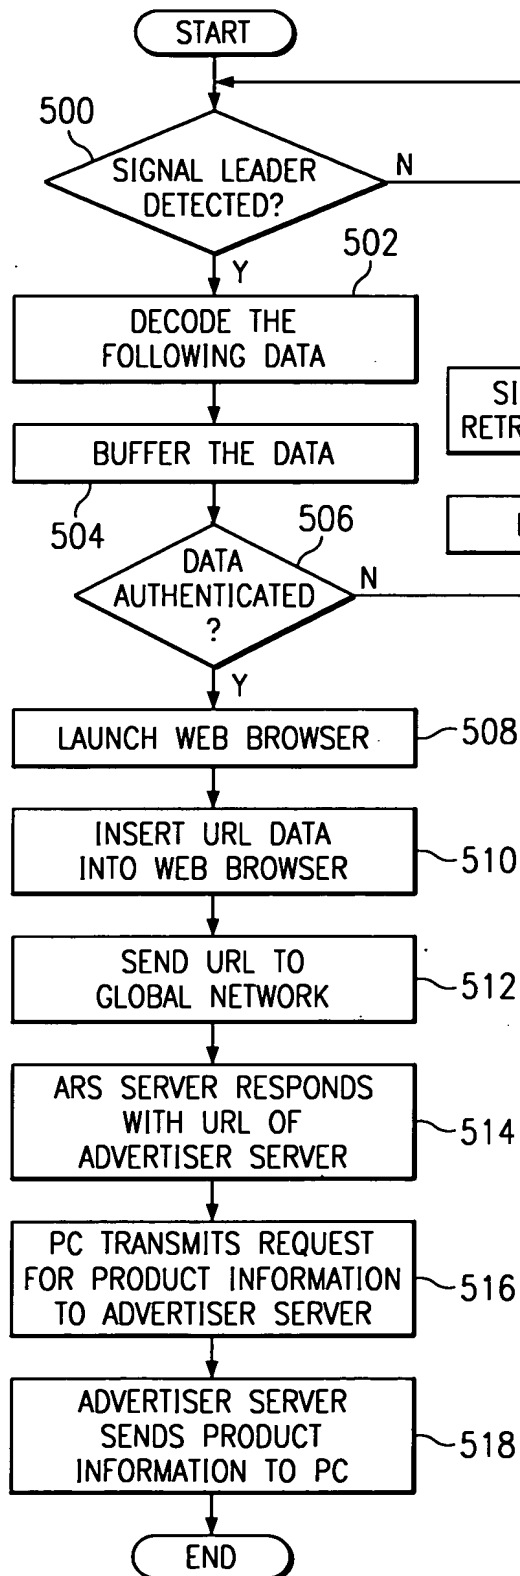 START
500
SIGNAL LEADER
DETECTED?
N
Y
502
DECODE THE
FOLLOWING DATA
BUFFER THE DATA
504
506
DATA
AUTHENTICATED
?
N
Y
LAUNCH WEB BROWSER
508
INSERT URL DATA
INTO WEB BROWSER
510
SEND URL TO
GLOBAL NETWORK
512
ARS SERVER RESPONDS
WITH URL OF
ADVERTISER SERVER
514
PC TRANSMITS REQUEST
FOR PRODUCT INFORMATION
TO ADVERTISER SERVER
516
ADVERTISER SERVER
SENDS PRODUCT
INFORMATION TO PC
518
END
SI
RETR